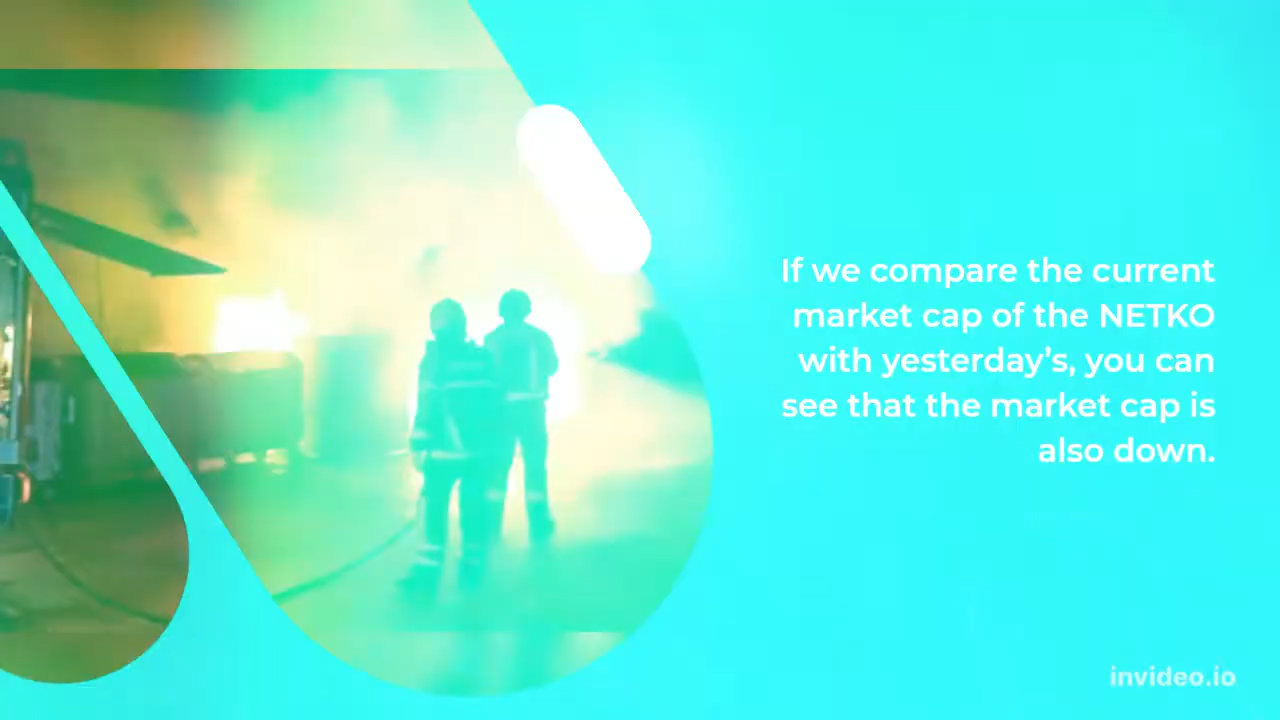 If we compare the current
market cap of the NETKO
with yesterday's, you can
see that the market cap is
also down.
invideo.io